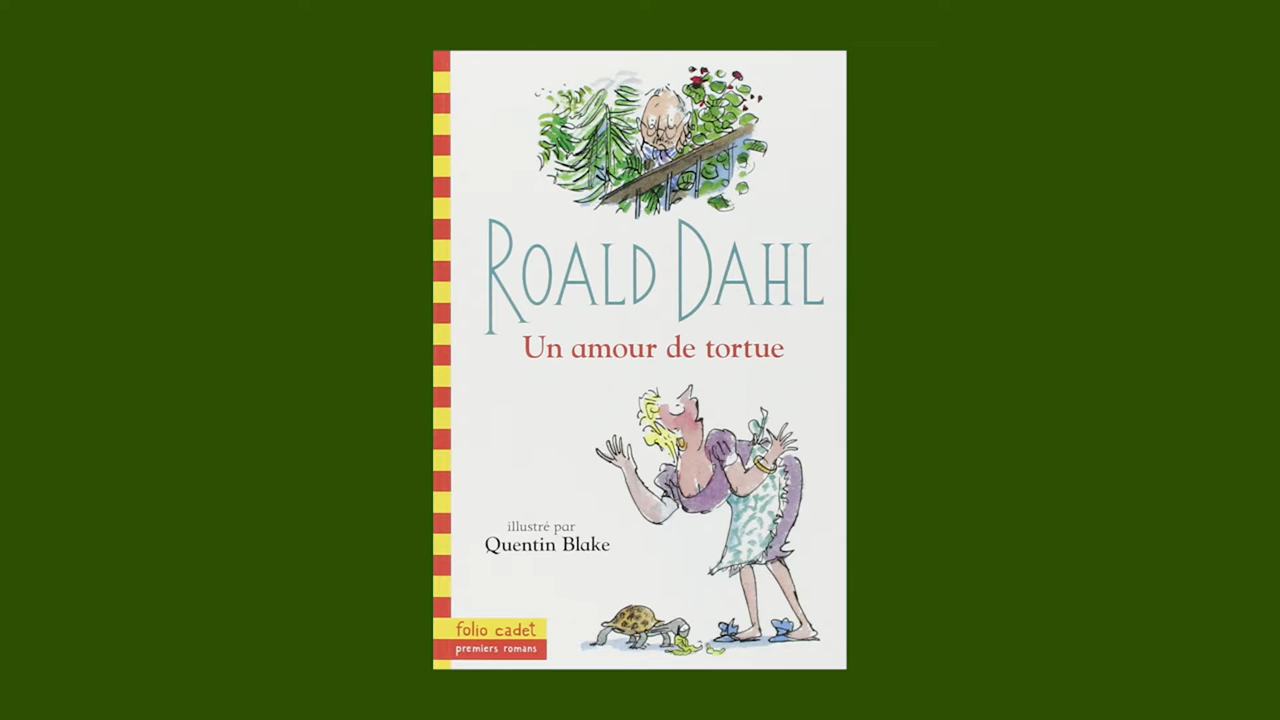 ROALD DAHL
Un amour de tortue
illustré par
Quentin Blake
folio cadet
premiers romans